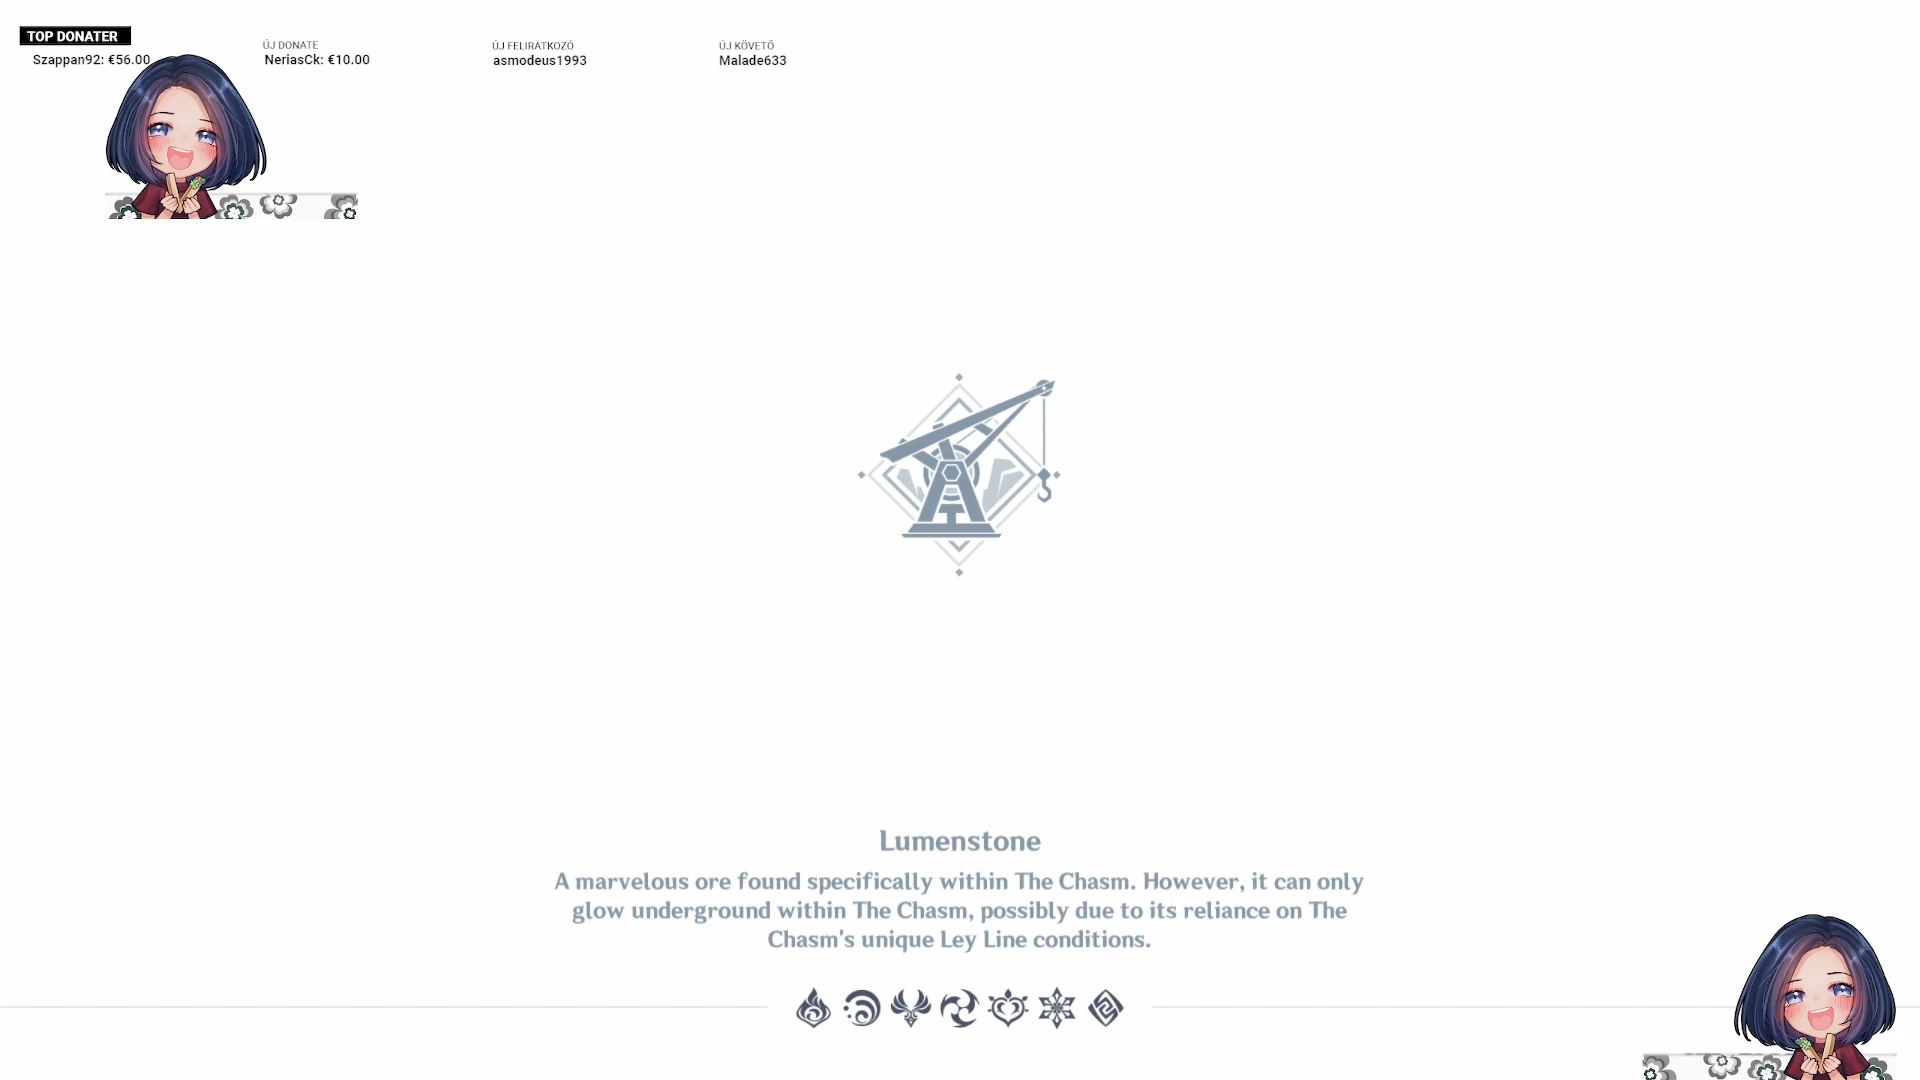 TOP DONATER
Szappan92: €56.00
ÚJ DONATE
NeriasCk: €10.00
ÚJ FELIRATKOZÓ
asmodeus1993
ÚJ KÖVETŐ
Malade633
Lumenstone
A marvelous ore found specifically within The Chasm. However, it can only
glow underground within The Chasm, possibly due to its reliance on The
Chasm's unique Ley Line conditions.